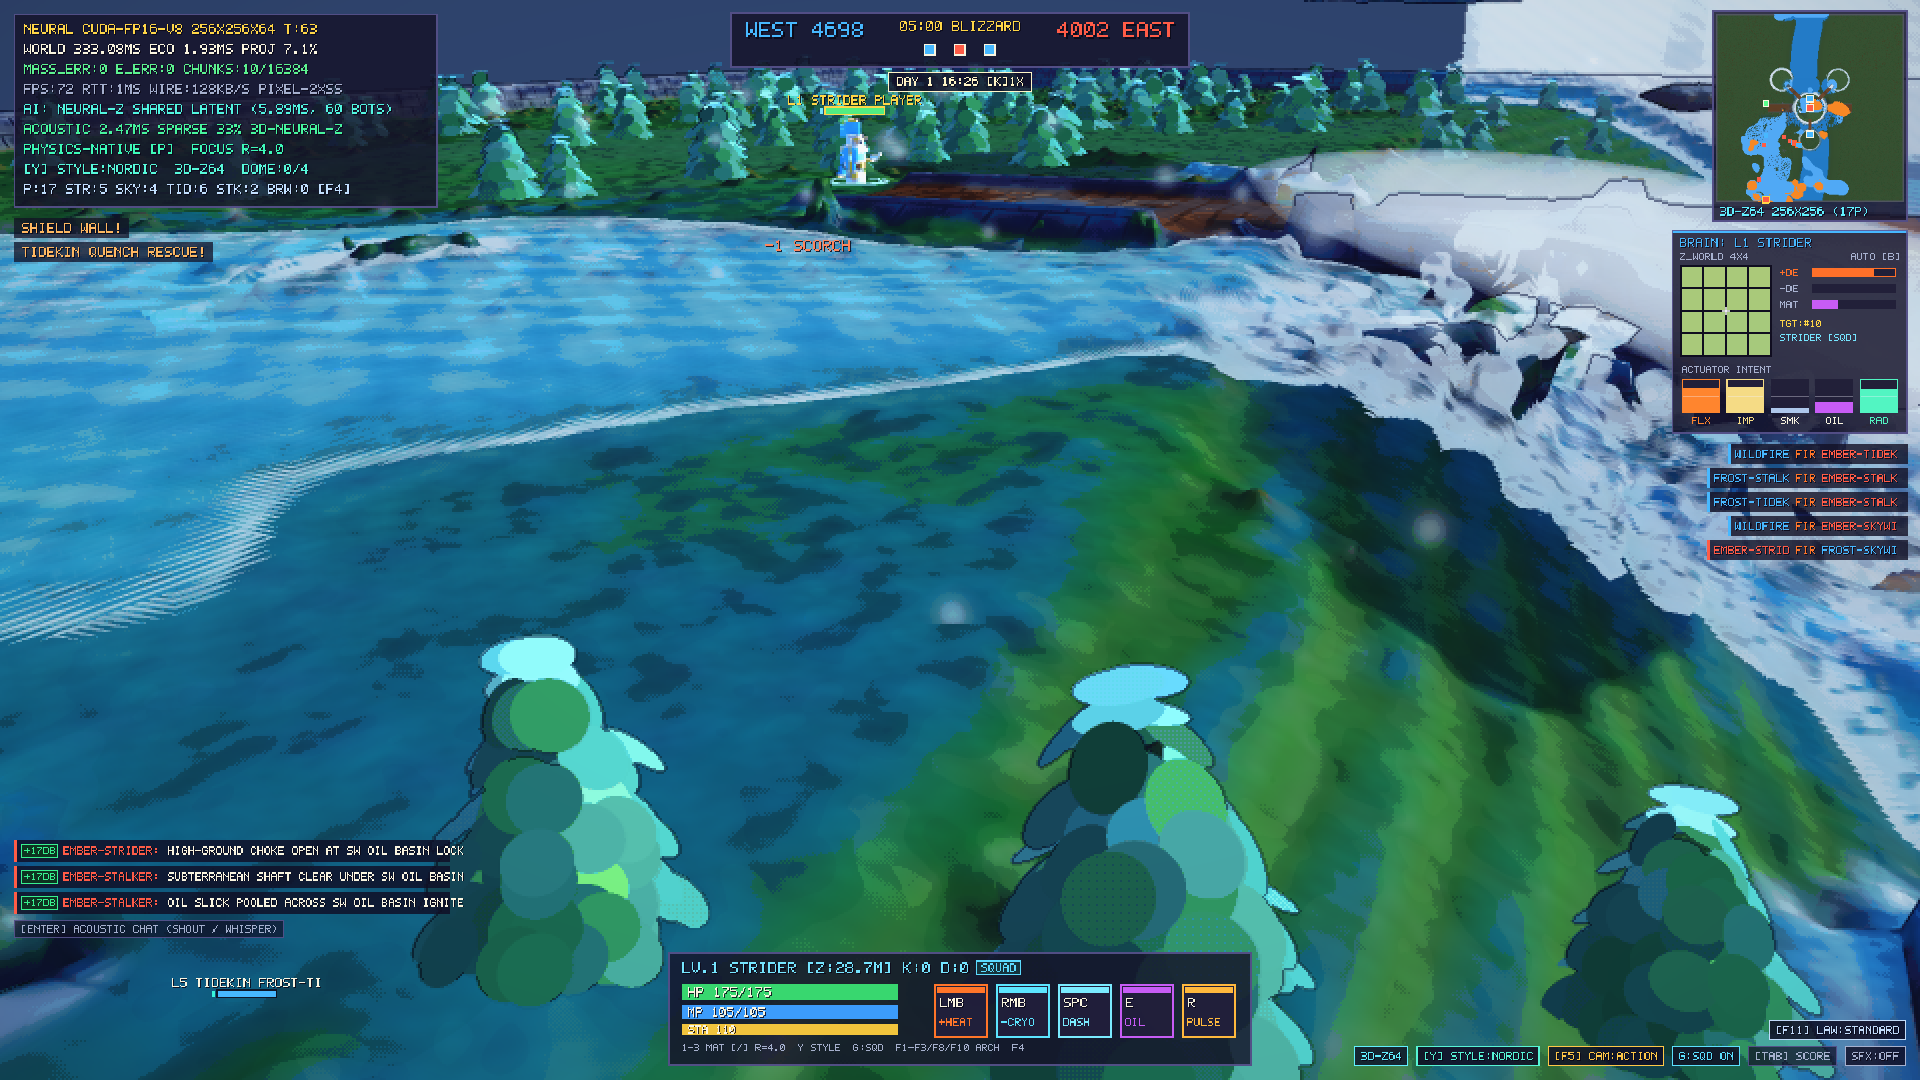 NEURAL CUDA-FP16-V8 256X256X64 T:63
WORLD 333.08MS ECO 1.93MS PROJ 7.1%
MASS_ERR:0 E_ERR:0 CHUNKS:10/16384
FPS:72 RTT:1MS WIRE:128KB/S PIXEL-2XSS
AI: NEURAL-Z SHARED LATENT (5.89MS, 60 BOTS)
ACOUSTIC 2.47MS SPARSE 33% 3D-NEURAL-Z
PHYSICS-NATIVE [P] FOCUS R=4.0
[Y] STYLE:NORDIC 3D-Z64 DOME:0/4
P:17 STR:5 SKY:4 TID:6 STK:2 BRW:0 [F4]
SHIELD WALL!
TIDEKIN QUENCH RESCUE!
WEST 4698 05:00 BLIZZARD 4002 EAST
DAY 1 16:26 [K]1X
L1 STRIDER PLAYER
-1 SCORCH
3D-Z64 256X256 (17P)
BRAIN: L1 STRIDER
Z_WORLD 4X4 AUTO [B]
+DE
-DE
MAT
TGT:#10
STRIDER [SQD]
ACTUATOR INTENT
FLX IMP SMK OIL RAD
WILDFIRE FIR EMBER-TIDEK
FROST-STALK FIR EMBER-STALK
FROST-TIDEK FIR EMBER-STALK
WILDFIRE FIR EMBER-SKYWI
EMBER-STRID FIR FROST-SKYWI
+17DB EMBER-STRIDER: HIGH-GROUND CHOKE OPEN AT SW OIL BASIN LOCK
+17DB EMBER-STALKER: SUBTERRANEAN SHAFT CLEAR UNDER SW OIL BASIN
+17DB EMBER-STALKER: OIL SLICK POOLED ACROSS SW OIL BASIN IGNITE
[ENTER] ACOUSTIC CHAT (SHOUT / WHISPER)
L5 TIDEKIN FROST-TI
LV.1 STRIDER [Z:28.7M] K:0 D:0 SQUAD
HP 175/175
MP 105/105
STA 110
LMB +HEAT
RMB -CRYO
SPC DASH
E OIL
R PULSE
1-3 MAT [/] R=4.0 Y STYLE G:SQD F1-F3/F8/F10 ARCH F4
[F11] LAW:STANDARD
3D-Z64 [Y] STYLE:NORDIC [F5] CAM:ACTION G:SQD ON [TAB] SCORE SFX:OFF